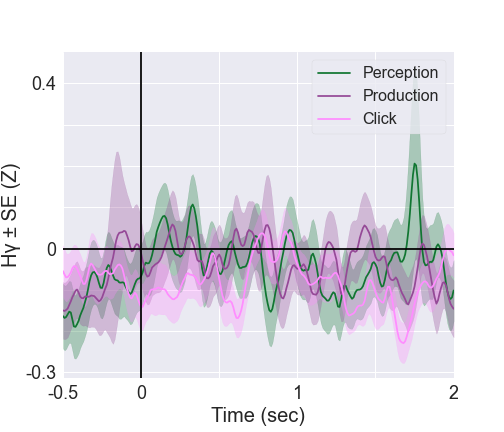 Perception
Production
Click
Hγ ± SE (Z)
0.4
0
-0.3
-0.5
0
1
2
Time (sec)